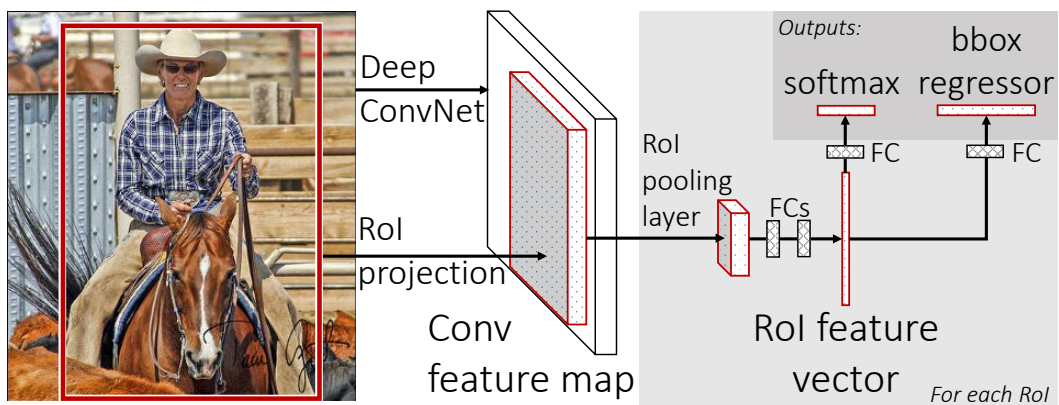 Deep
ConvNet
RoI
projection
Conv
feature map
RoI
pooling
layer
FCs
RoI feature
vector
For each RoI
Outputs:
softmax
bbox
regressor
FC
FC